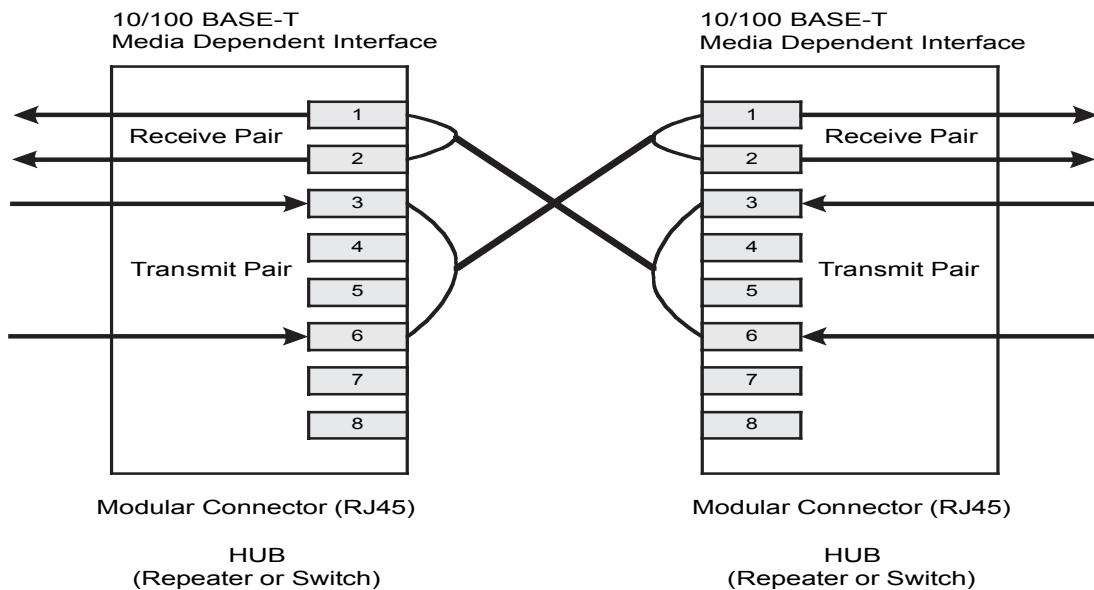 10/100 BASE-T
Media Dependent Interface
10/100 BASE-T
Media Dependent Interface
1
Receive Pair
2
3
4
Transmit Pair
5
6
7
8
1
Receive Pair
2
3
4
Transmit Pair
5
6
7
8
Modular Connector (RJ45)
Modular Connector (RJ45)
HUB
(Repeater or Switch)
HUB
(Repeater or Switch)